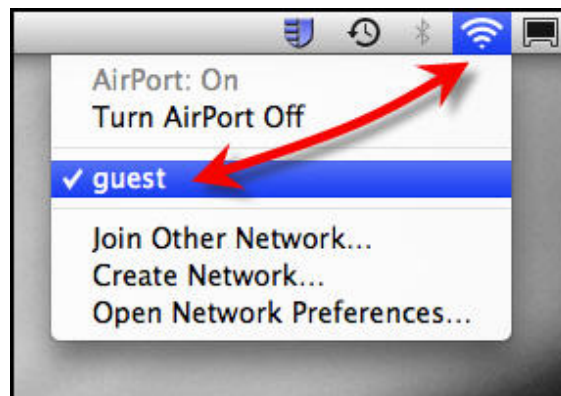 AirPort: On
Turn AirPort Off
✓ guest
Join Other Network...
Create Network...
Open Network Preferences...